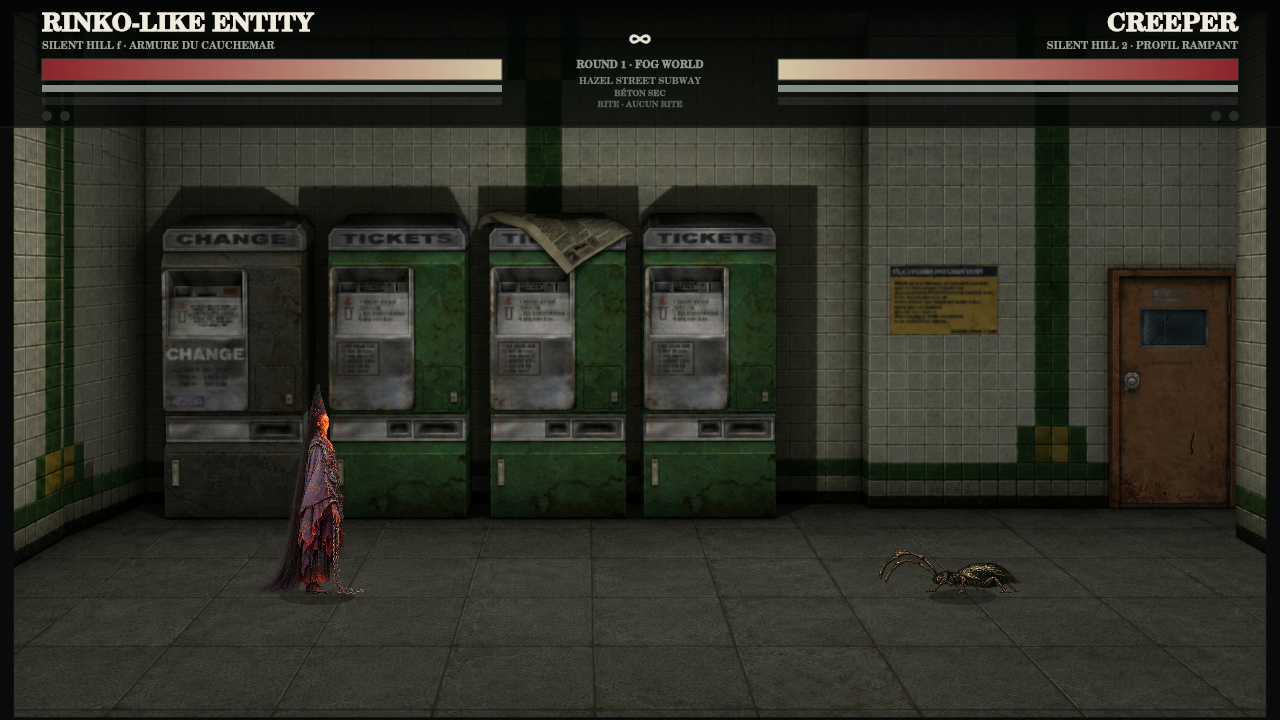 RINKO-LIKE ENTITY
SILENT HILL f · ARMURE DU CAUCHEMAR
∞
ROUND 1 · FOG WORLD
HAZEL STREET SUBWAY
BÉTON SEC
RITE · AUCUN RITE
CREEPER
SILENT HILL 2 · PROFIL RAMPANT
CHANGE
TICKETS
TI
TICKETS
CHANGE